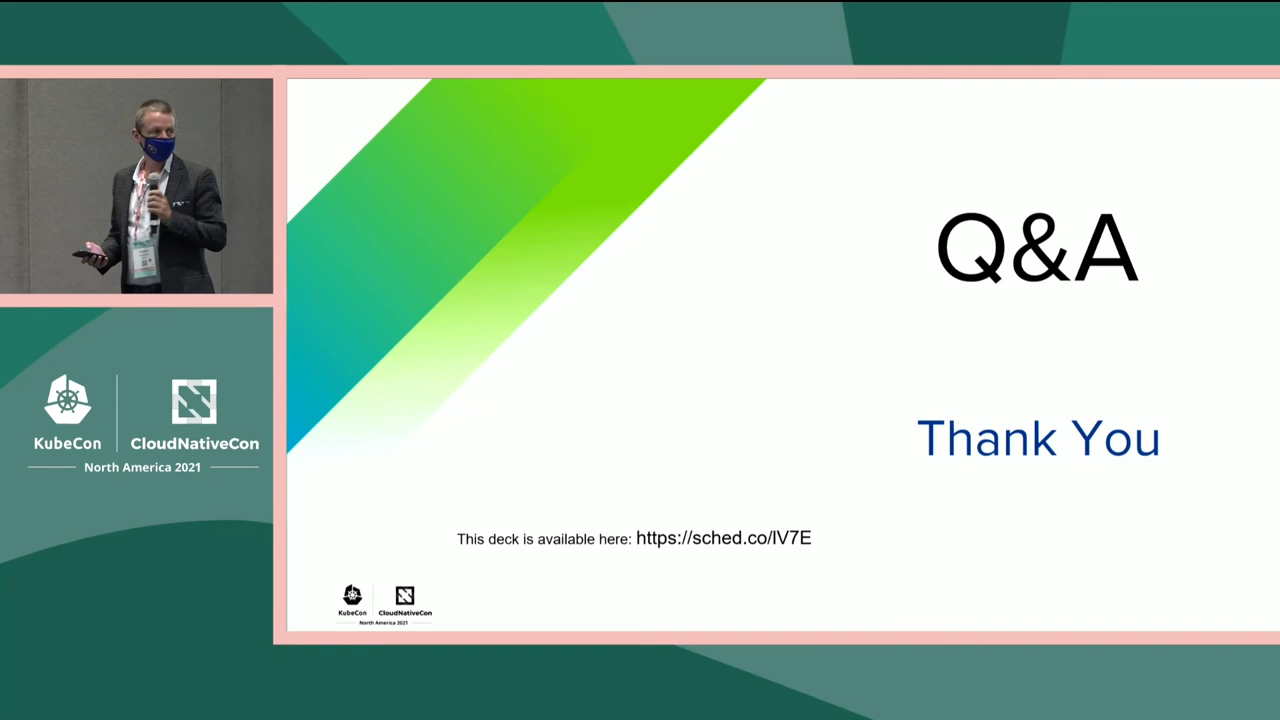 KubeCon
CloudNativeCon
North America 2021
Q&A
Thank You
This deck is available here: https://sched.co/lV7E
KubeCon
CloudNativeCon
North America 2021